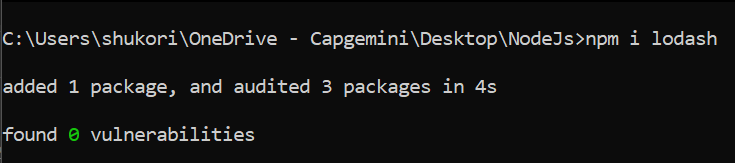 C:\Users\shukori\OneDrive - Capgemini\Desktop\NodeJs>npm i lodash
added 1 package, and audited 3 packages in 4s
found 0 vulnerabilities